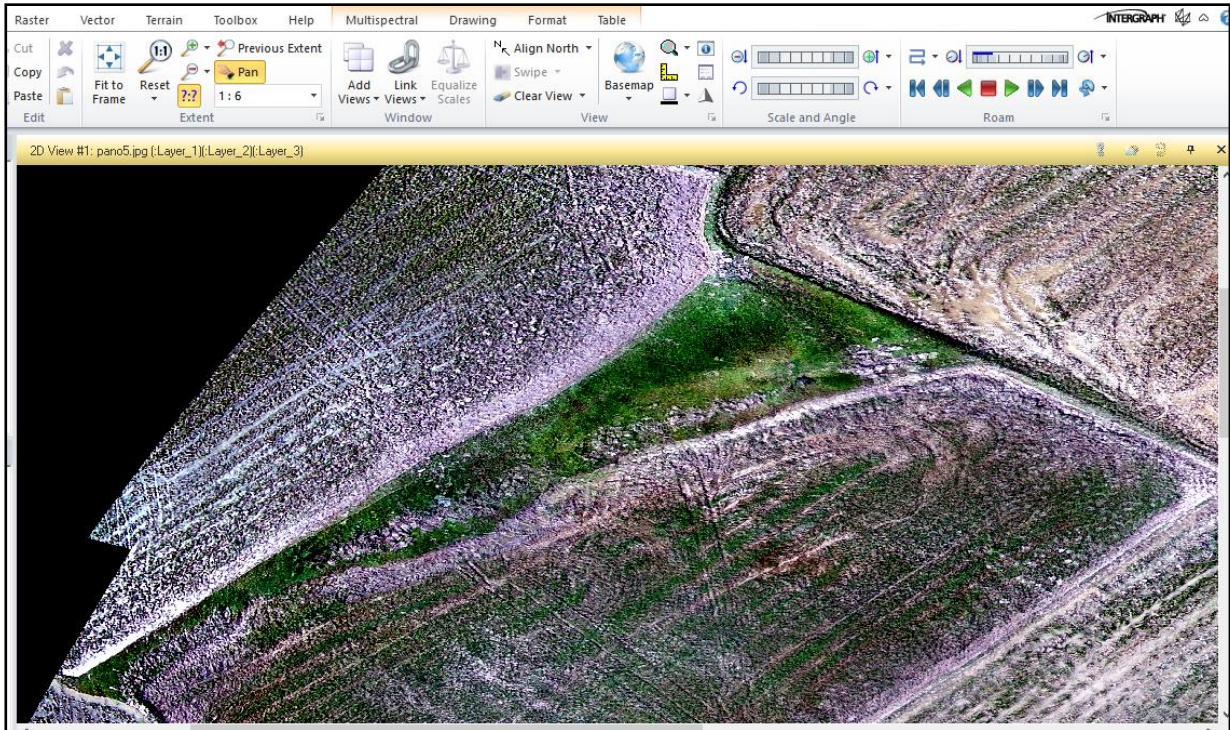 Raster Vector Terrain Toolbox Help Multispectral Drawing Format Table INTERGRAPH
Cut
Copy
Paste
Edit
Fit to Frame
1:1
Reset
?:?
Previous Extent
Pan
1 : 6
Extent
Add Views
Link Views
Equalize Scales
Window
N Align North
Swipe
Clear View
Basemap
View
Scale and Angle
Roam
2D View #1: pano5.jpg (:Layer_1)(:Layer_2)(:Layer_3)